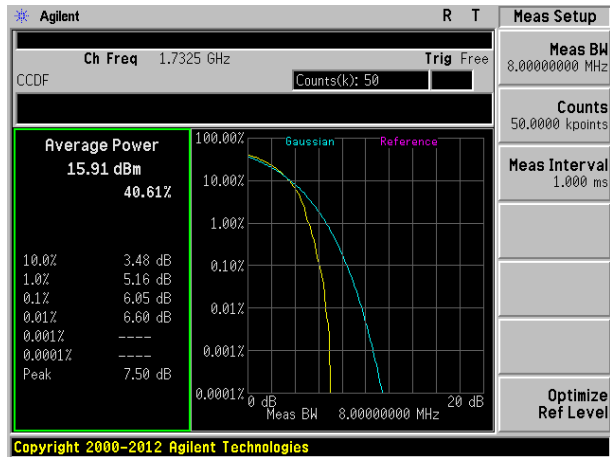 Agilent R T Meas Setup
Ch Freq 1.7325 GHz Trig Free
CCDF Counts(k): 50
Meas BW
8.00000000 MHz
Counts
50.0000 kpoints
Meas Interval
1.000 ms
Optimize
Ref Level
Average Power
15.91 dBm
40.61%
10.0% 3.48 dB
1.0% 5.16 dB
0.1% 6.05 dB
0.01% 6.60 dB
0.001% ----
0.0001% ----
Peak 7.50 dB
Gaussian Reference
100.00%
10.00%
1.00%
0.10%
0.01%
0.001%
0.0001%
0 dB 20 dB
Meas BW 8.00000000 MHz
Copyright 2000-2012 Agilent Technologies